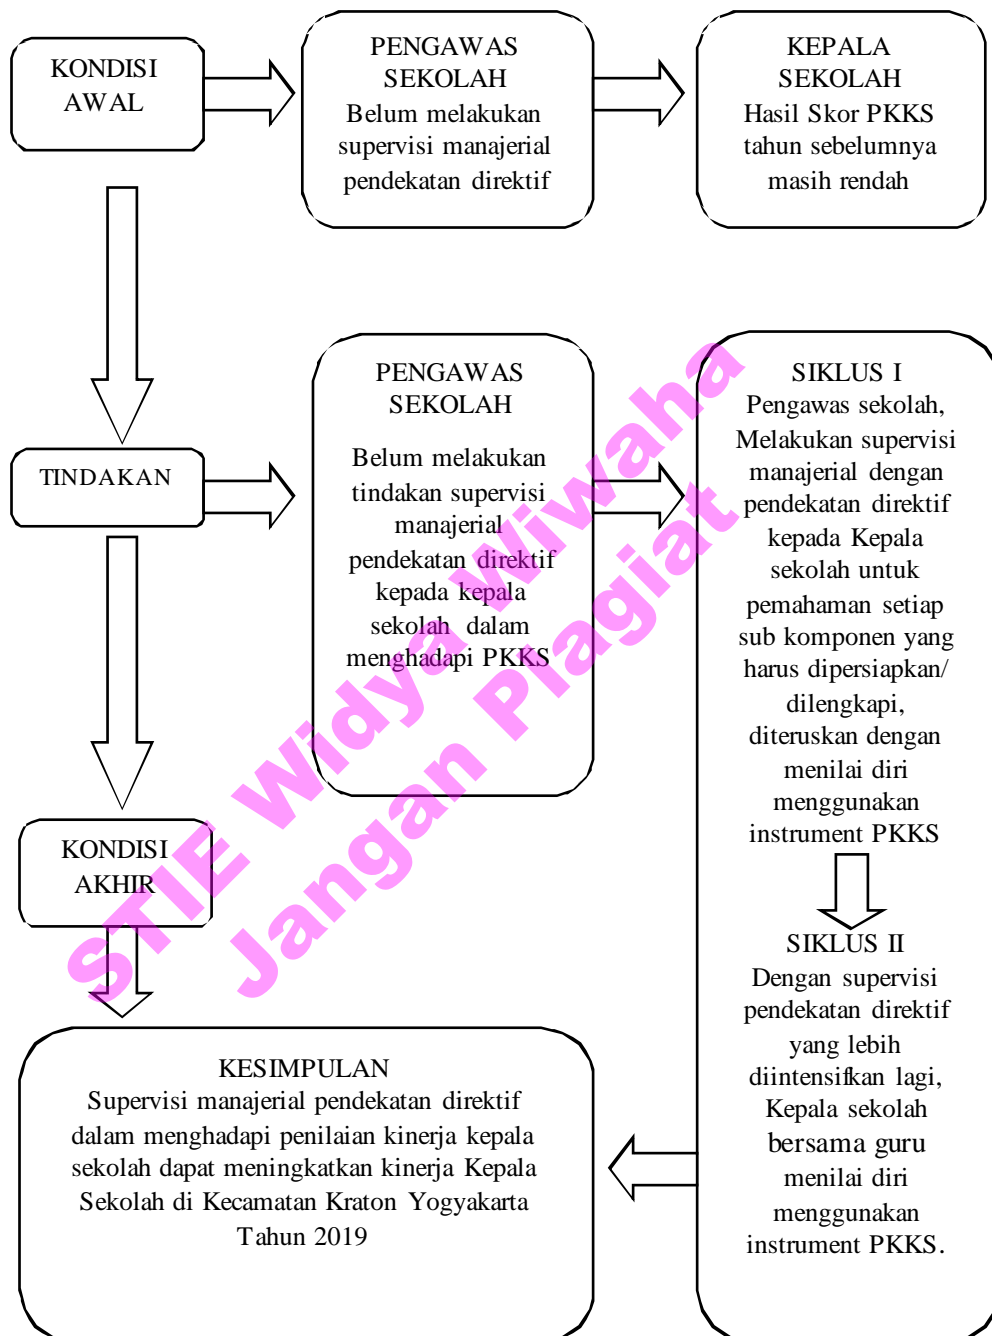 KONDISI
AWAL
PENGAWAS
SEKOLAH
Belum melakukan
supervisi manajerial
pendekatan direktif
KEPALA
SEKOLAH
Hasil Skor PKKS
tahun sebelumnya
masih rendah
TINDAKAN
PENGAWAS
SEKOLAH
Belum melakukan
tindakan supervisi
manajerial
pendekatan direktif
kepada kepala
sekolah dalam
menghadapi PKKS
SIKLUS I
Pengawas sekolah,
Melakukan supervisi
manajerial dengan
pendekatan direktif
kepada Kepala
sekolah untuk
pemahaman setiap
sub komponen yang
harus dipersiapkan/
dilengkapi,
diteruskan dengan
menilai diri
menggunakan
instrument PKKS
SIKLUS II
Dengan supervisi
pendekatan direktif
yang lebih
diintensifkan lagi,
Kepala sekolah
bersama guru
menilai diri
menggunakan
instrument PKKS.
KONDISI
AKHIR
KESIMPULAN
Supervisi manajerial pendekatan direktif
dalam menghadapi penilaian kinerja kepala
sekolah dapat meningkatkan kinerja Kepala
Sekolah di Kecamatan Kraton Yogyakarta
Tahun 2019
STIE Widya Wiwaha
Jangan Plagiat